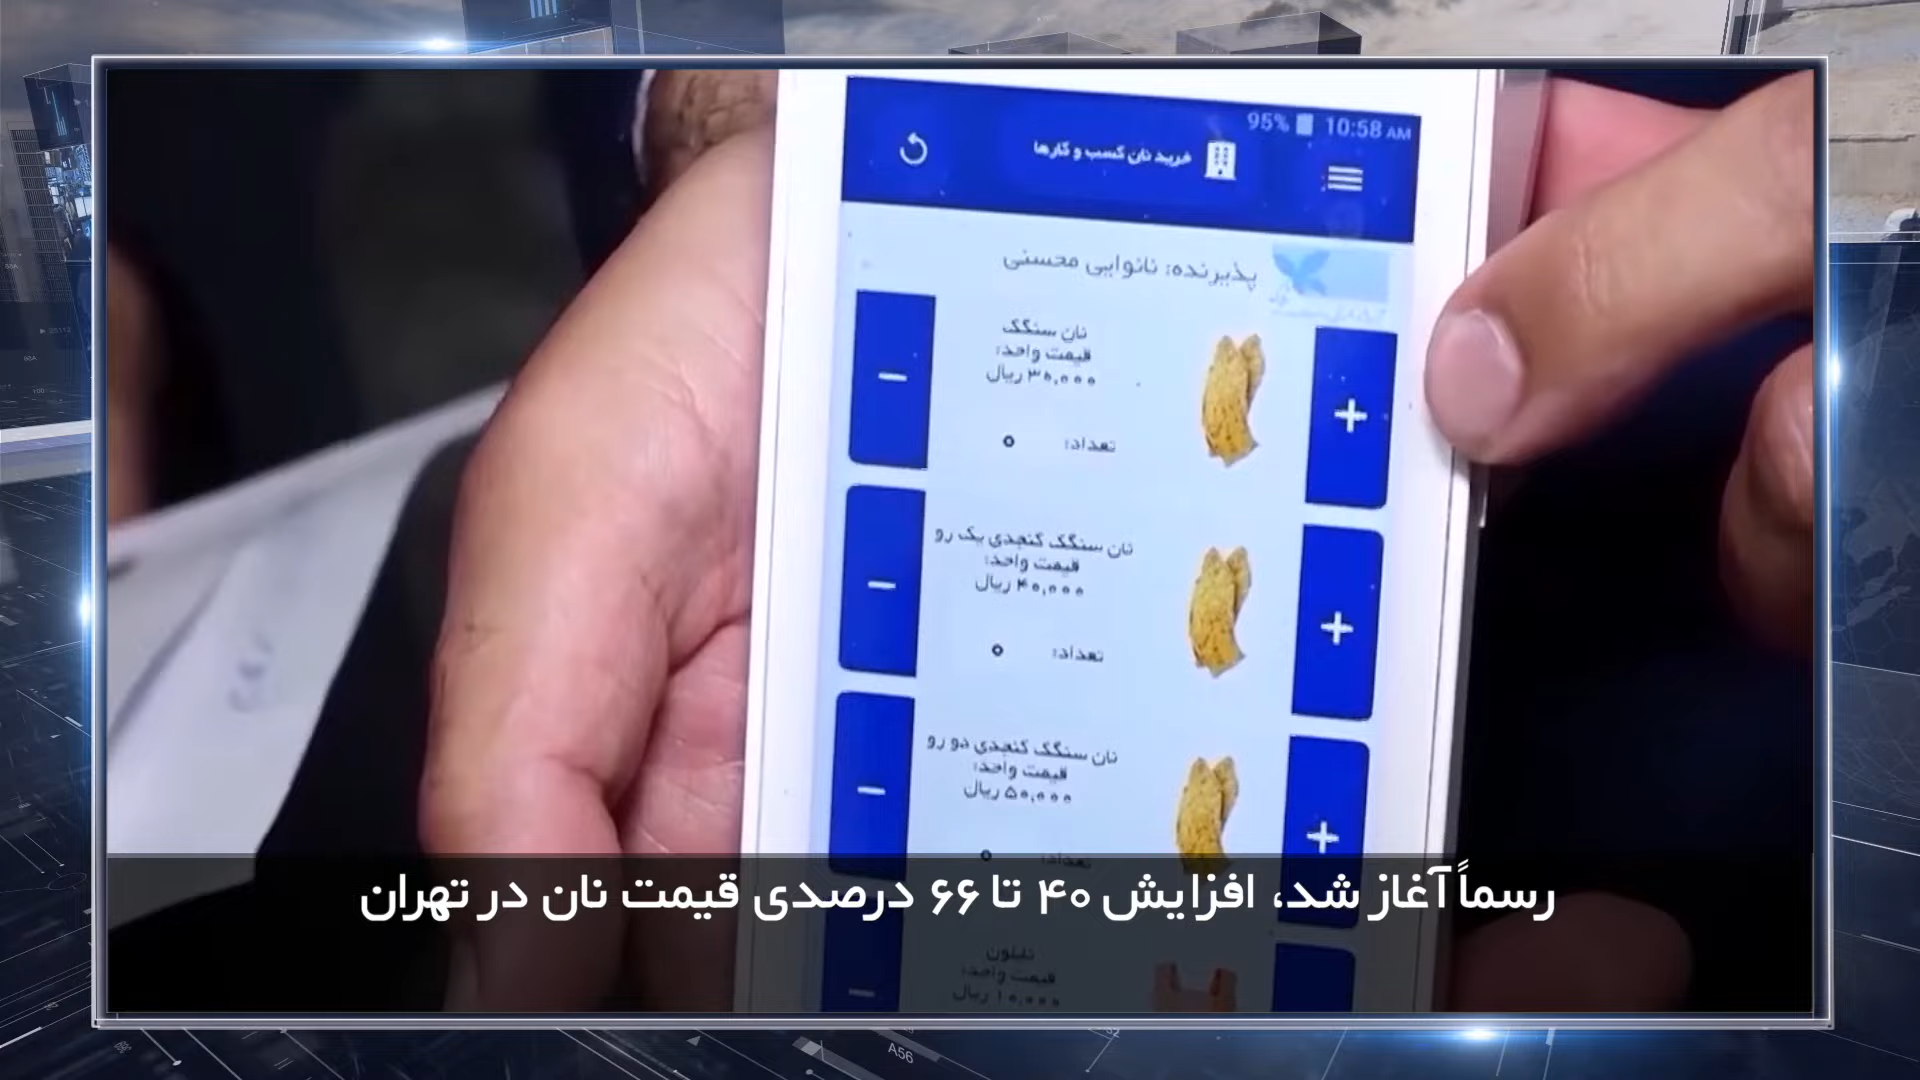 95% 10:58 AM
خرید نان کسب و کارها
پذیرنده: نانوایی محسنی
نان سنگک
قیمت واحد:
۳۰,۰۰۰ ریال
تعداد: ۰
نان سنگک کنجدی یک رو
قیمت واحد:
۴۰,۰۰۰ ریال
تعداد: ۰
نان سنگک کنجدی دو رو
قیمت واحد:
۵۰,۰۰۰ ریال
تعداد: ۰
رسماً آغاز شد، افزایش ۴۰ تا ۶۶ درصدی قیمت نان در تهران
نایلون
قیمت واحد:
۱۰,۰۰۰ ریال
A56